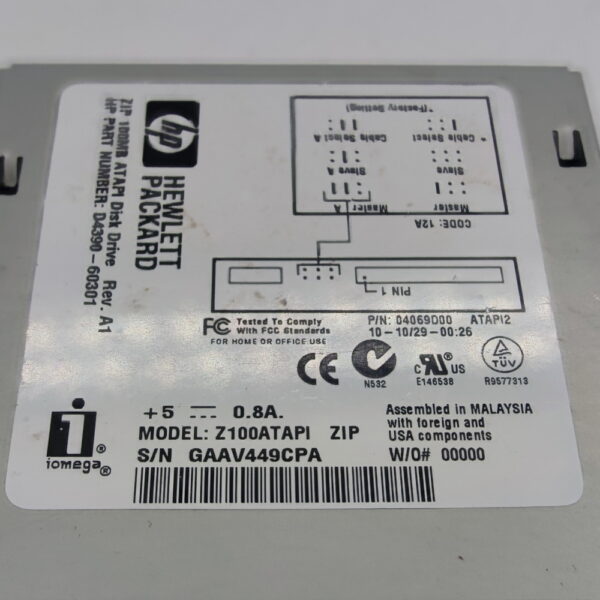 hp
HEWLETT
PACKARD
ZIP 100MB ATAPI Disk Drive Rev. A1
HP PART NUMBER: D4390-60301
Master
A
Master
Slave A
Slave
Cable Select A
* Cable Select
*(Factory Setting)
CODE: 12A
PIN 1
FC Tested To Comply
With FCC Standards
FOR HOME OR OFFICE USE
P/N: 04069D00 ATAPI2
10-10/29-00:26
CE
N532
c RU US
E146538
TÜV
R9577313
+5 0.8A.
MODEL: Z100ATAPI ZIP
S/N GAAV449CPA
Assembled in MALAYSIA
with foreign and
USA components
W/O# 00000
i
iomega®